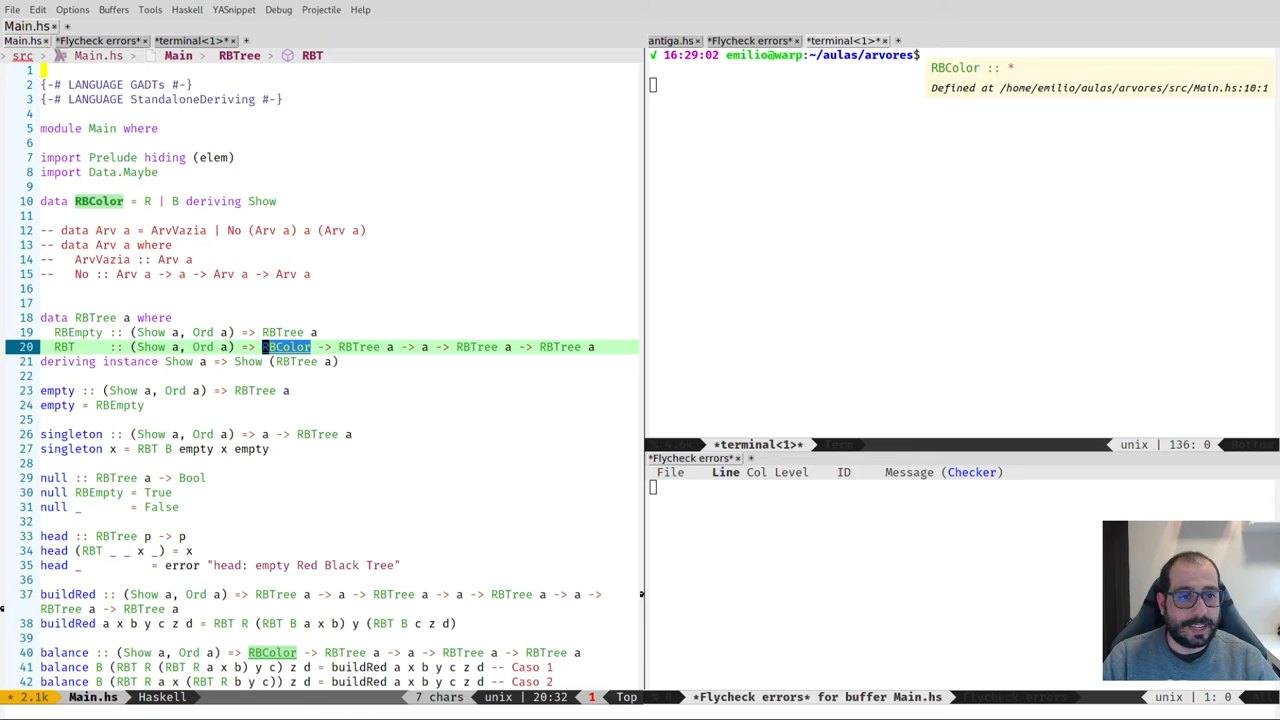 File Edit Options Buffers Tools Haskell YASnippet Debug Projectile Help
Main.hs × +
Main.hs × *Flycheck errors* × *terminal<1>* × +
src Main.hs Main RBTree RBT
1
2 {-# LANGUAGE GADTs #-}
3 {-# LANGUAGE StandaloneDeriving #-}
4
5 module Main where
6
7 import Prelude hiding (elem)
8 import Data.Maybe
9
10 data RBColor = R | B deriving Show
11
12 -- data Arv a = ArvVazia | No (Arv a) a (Arv a)
13 -- data Arv a where
14 --   ArvVazia :: Arv a
15 --   No :: Arv a -> a -> Arv a -> Arv a
16
17
18 data RBTree a where
19   RBEmpty :: (Show a, Ord a) => RBTree a
20   RBT     :: (Show a, Ord a) => RBColor -> RBTree a -> a -> RBTree a -> RBTree a
21 deriving instance Show a => Show (RBTree a)
22
23 empty :: (Show a, Ord a) => RBTree a
24 empty = RBEmpty
25
26 singleton :: (Show a, Ord a) => a -> RBTree a
27 singleton x = RBT B empty x empty
28
29 null :: RBTree a -> Bool
30 null RBEmpty = True
31 null _       = False
32
33 head :: RBTree p -> p
34 head (RBT _ _ x _) = x
35 head _             = error "head: empty Red Black Tree"
36
37 buildRed :: (Show a, Ord a) => RBTree a -> a -> RBTree a -> a -> RBTree a -> a ->
RBTree a -> RBTree a
38 buildRed a x b y c z d = RBT R (RBT B a x b) y (RBT B c z d)
39
40 balance :: (Show a, Ord a) => RBColor -> RBTree a -> a -> RBTree a -> RBTree a
41 balance B (RBT R (RBT R a x b) y c) z d = buildRed a x b y c z d -- Caso 1
42 balance B (RBT R a x (RBT R b y c)) z d = buildRed a x b y c z d -- Caso 2
* 2.1k Main.hs Haskell 7 chars unix | 20:32 1 Top
antiga.hs × *Flycheck errors* × *terminal<1>* × +
✔ 16:29:02 emilio@warp:~/aulas/arvores$
RBColor :: *
Defined at /home/emilio/aulas/arvores/src/Main.hs:10:1
*terminal<1>* Term unix | 136: 0 Bottom
*Flycheck errors* × +
File Line Col Level ID Message (Checker)
*Flycheck errors* for buffer Main.hs Flycheck errors unix | 1: 0 All